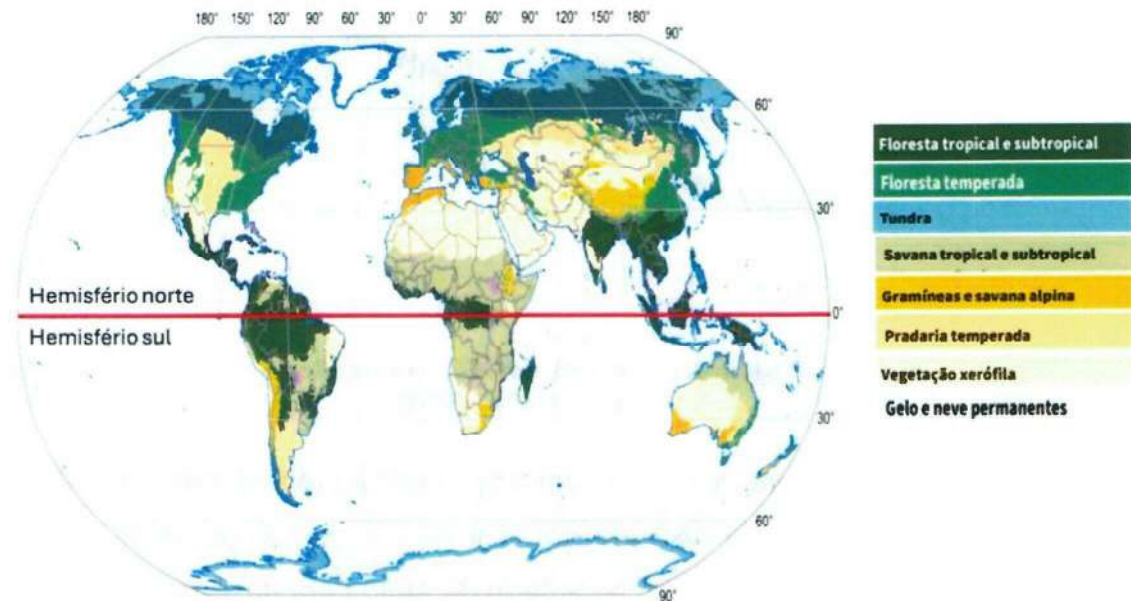 180° 150° 120° 90° 60° 30° 0° 30° 60° 90° 120° 150° 180°
90°
60°
30°
0°
30°
60°
90°
Hemisfério norte
Hemisfério sul
Floresta tropical e subtropical
Floresta temperada
Tundra
Savana tropical e subtropical
Gramíneas e savana alpina
Pradaria temperada
Vegetação xerófila
Gelo e neve permanentes